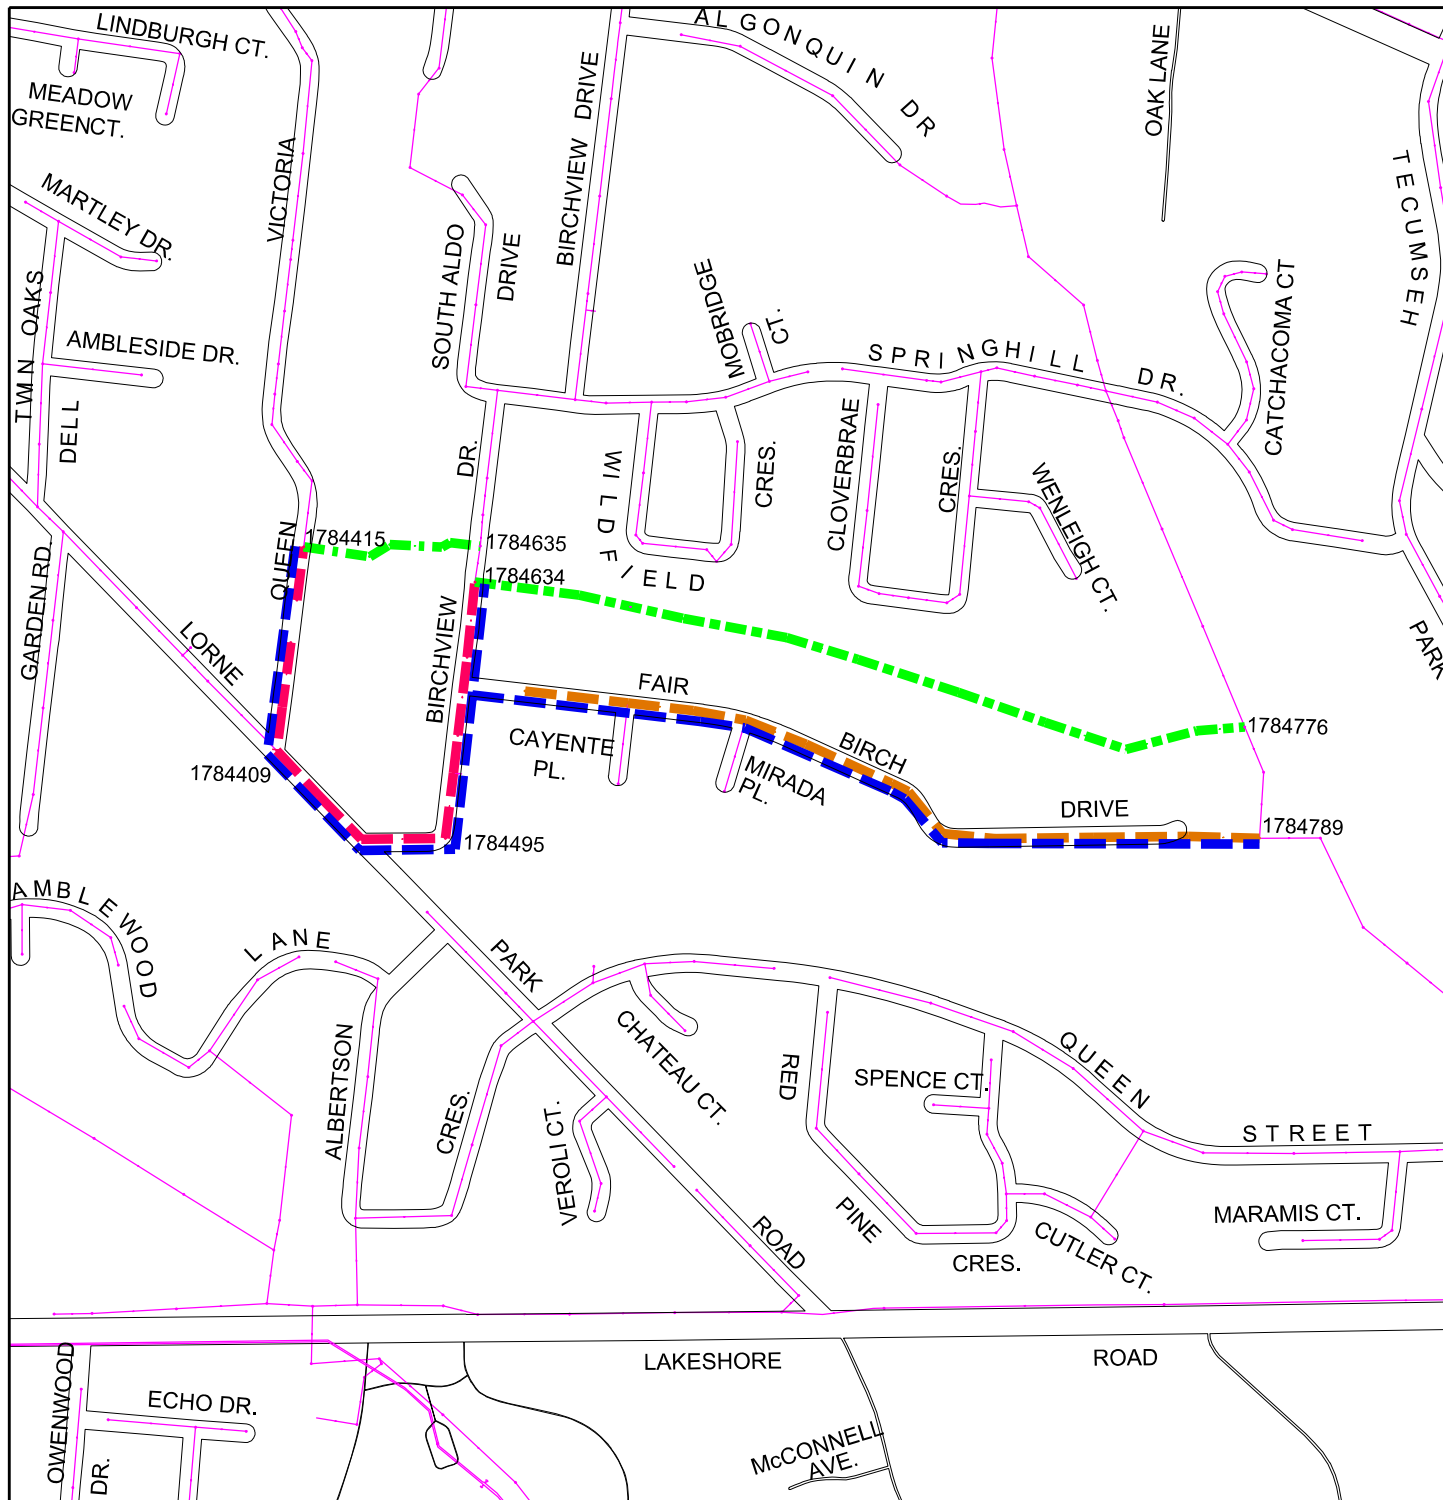 LINDBURGH CT.
MEADOW
GREENCT.
MARTLEY DR.
VICTORIA
ALGONQUIN DR
BIRCHVIEW DRIVE
OAK LANE
TECUMSEH
PARK
SOUTH ALDO
DRIVE
TWIN OAKS
DELL
AMBLESIDE DR.
MOBRIDGE
CT.
SPRINGHILL DR.
CATCHACOMA CT
CLOVERBRAE
CRES.
WENLEIGH CT.
WILDFIELD
CRES.
DR.
BIRCHVIEW
QUEEN
1784415
1784635
1784634
GARDEN RD.
LORNE
FAIR
BIRCH
DRIVE
CAYENTE
PL.
MIRADA
PL.
1784776
1784409
1784495
1784789
AMBLEWOOD
LANE
PARK
ALBERTSON
CRES.
CHATEAU CT.
VEROLI CT.
RED
PINE
CRES.
SPENCE CT.
QUEEN
STREET
CUTLER CT.
MARAMIS CT.
ROAD
LAKESHORE
ROAD
OWENWOOD
DR.
ECHO DR.
McCONNELL
AVE.